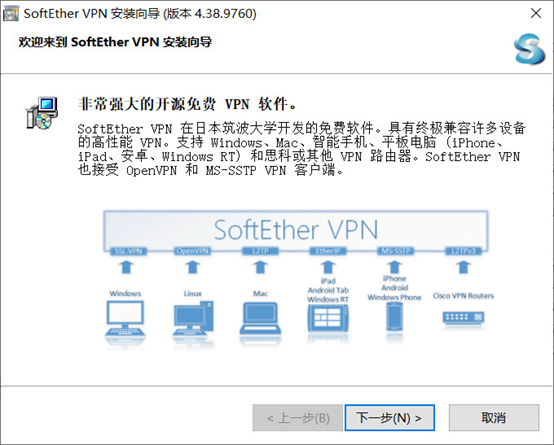 SoftEther VPN 安装向导 (版本 4.38.9760)
欢迎来到 SoftEther VPN 安装向导
非常强大的开源免费 VPN 软件。
SoftEther VPN 在日本筑波大学开发的免费软件。具有终极兼容许多设备
的高性能 VPN。支持 Windows、Mac、智能手机、平板电脑 (iPhone、
iPad、安卓、Windows RT) 和思科或其他 VPN 路由器。SoftEther VPN
也接受 OpenVPN 和 MS-SSTP VPN 客户端。
SoftEther VPN
SSL-VPN OpenVPN L2TP EtherIP MS-SSTP L2TPv3
Windows Linux Mac iPad Android Tab Windows RT iPhone Android Windows Phone Cisco VPN Routers
< 上一步(B) 下一步(N) > 取消